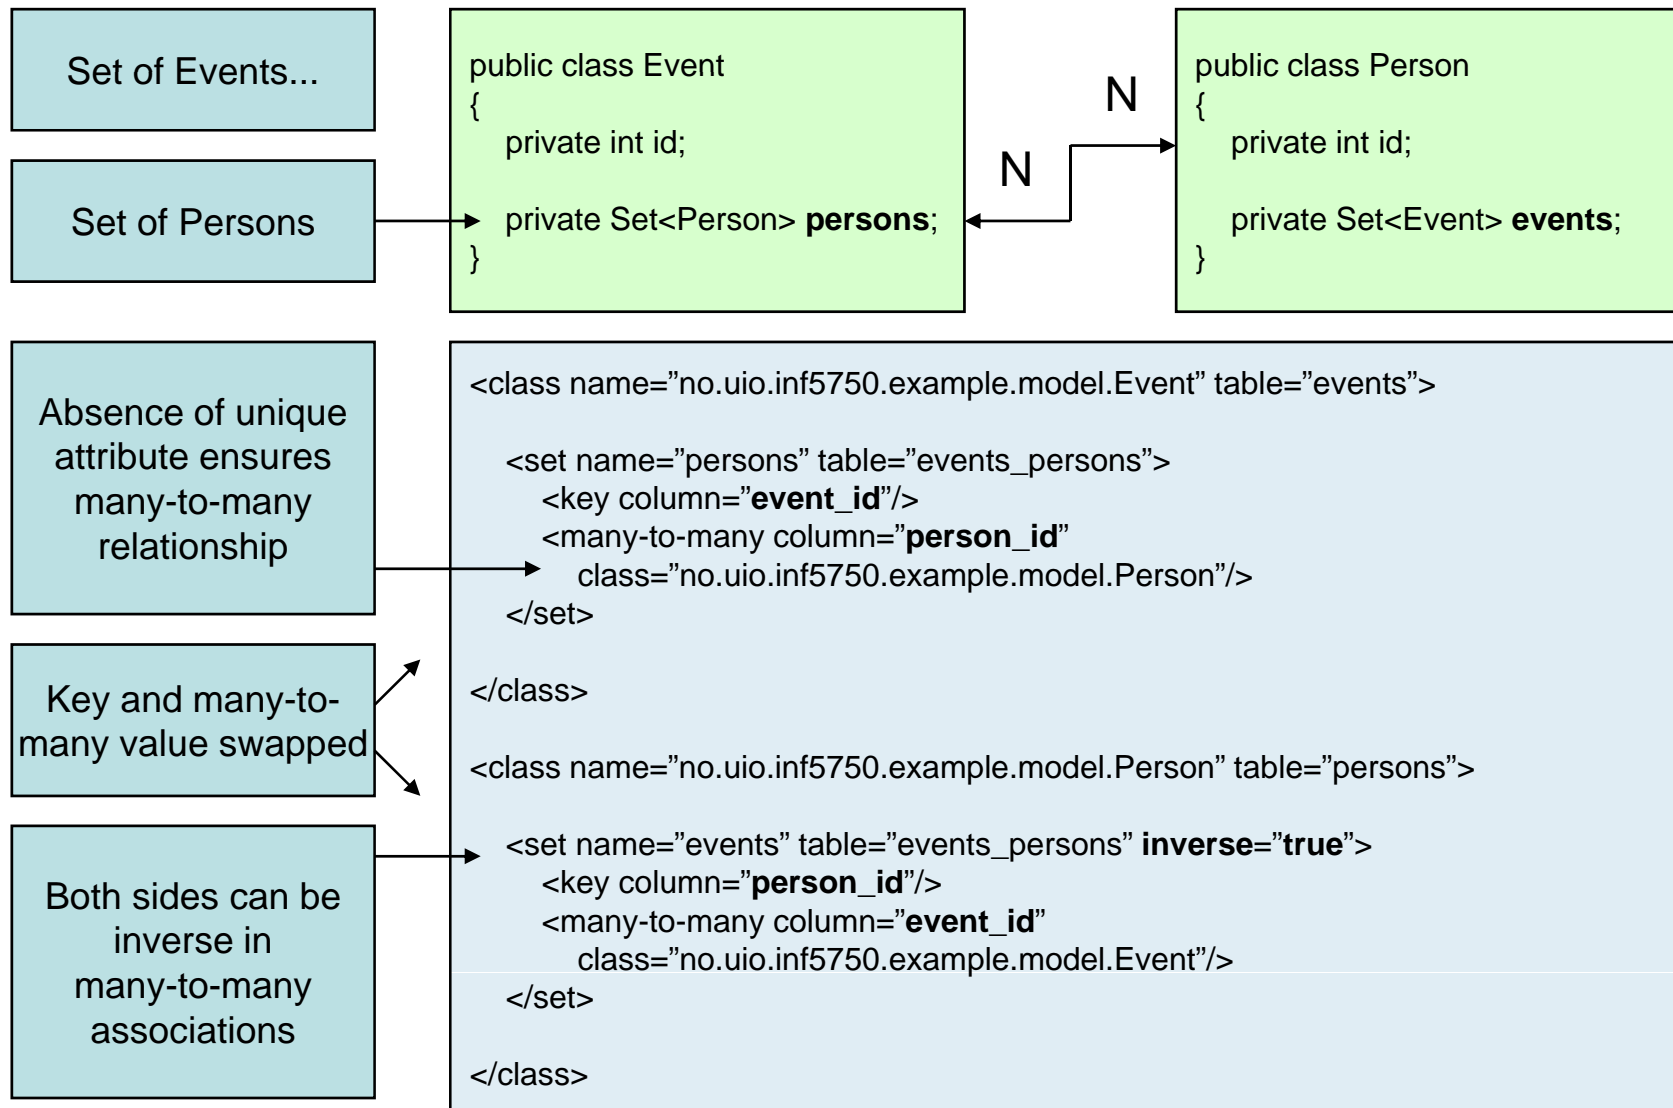 Set of Events...
Set of Persons
public class Event
{
private int id;
private Set<Person> persons;
}
N
N
public class Person
{
private int id;
private Set<Event> events;
}
Absence of unique
attribute ensures
many-to-many
relationship
Key and many-to-
many value swapped
Both sides can be
inverse in
many-to-many
associations
<class name=”no.uio.inf5750.example.model.Event” table=”events”>
<set name=”persons” table=”events_persons”>
<key column=”event_id”/>
<many-to-many column=”person_id”
class=”no.uio.inf5750.example.model.Person”/>
</set>
</class>
<class name=”no.uio.inf5750.example.model.Person” table=”persons”>
<set name=”events” table=”events_persons” inverse=”true”>
<key column=”person_id”/>
<many-to-many column=”event_id”
class=”no.uio.inf5750.example.model.Event”/>
</set>
</class>